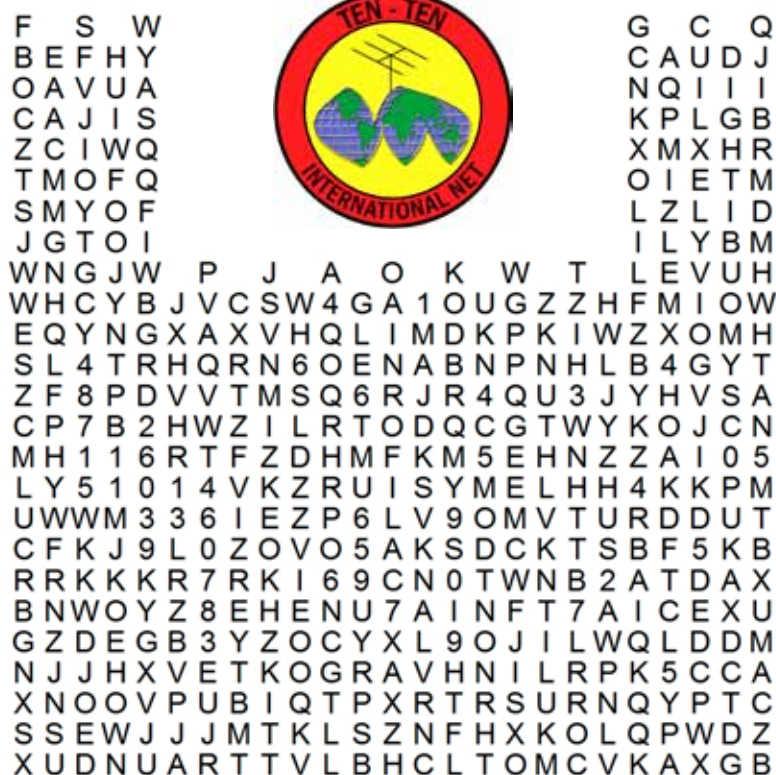 F S W G C Q
TEN - TEN
B E F H Y C A U D J
O A V U A N Q I I I
C A J I S K P L G B
Z C I W Q X M X H R
T M O F Q O I E T M
INTERNATIONAL NET
S M Y O F L Z L I D
J G T O I I L Y B M
W N G J W P J A O K W T L E V U H
W H C Y B J V C S W 4 G A 1 O U G Z Z H F M I O W
E Q Y N G X A X V H Q L I M D K P K I W Z X O M H
S L 4 T R H Q R N 6 O E N A B N P N H L B 4 G Y T
Z F 8 P D V V T M S Q 6 R J R 4 Q U 3 J Y H V S A
C P 7 B 2 H W Z I L R T O D Q C G T W Y K O J C N
M H 1 1 6 R T F Z D H M F K M 5 E H N Z Z A I 0 5
L Y 5 1 0 1 4 V K Z R U I S Y M E L H H 4 K K P M
U W W M 3 3 6 I E Z P 6 L V 9 O M V T U R D D U T
C F K J 9 L 0 Z O V O 5 A K S D C K T S B F 5 K B
R R K K K R 7 R K I 6 9 C N 0 T W N B 2 A T D A X
B N W O Y Z 8 E H E N U 7 A I N F T 7 A I C E X U
G Z D E G B 3 Y Z O C Y X L 9 O J I L W Q L D D M
N J J H X V E T K O G R A V H N I L R P K 5 C C A
X N O O V P U B I Q T P X R T R S U R N Q Y P T C
S S E W J J J M T K L S Z N F H X K O L Q P W D Z
X U D N U A R T T V L B H C L T O M C V K A X G B